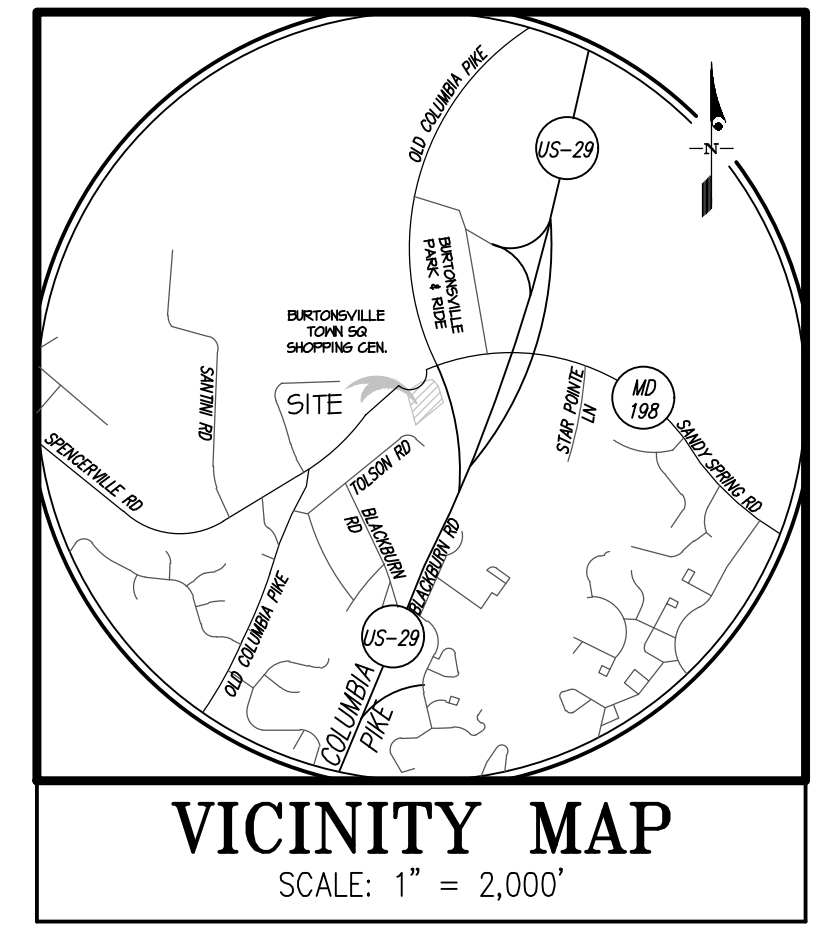 OLD COLUMBIA PIKE
US-29
N
BURTONSVILLE
PARK & RIDE
BURTONSVILLE
TOWN SQ
SHOPPING CEN.
SANTINI RD
SITE
STAR POINTE
LN
MD
198
SANDY SPRING RD
SPENCERVILLE RD
TOLSON RD
BLACKBURN
RD
BLACKBURN RD
OLD COLUMBIA PIKE
US-29
COLUMBIA
PIKE
VICINITY MAP
SCALE: 1" = 2,000'